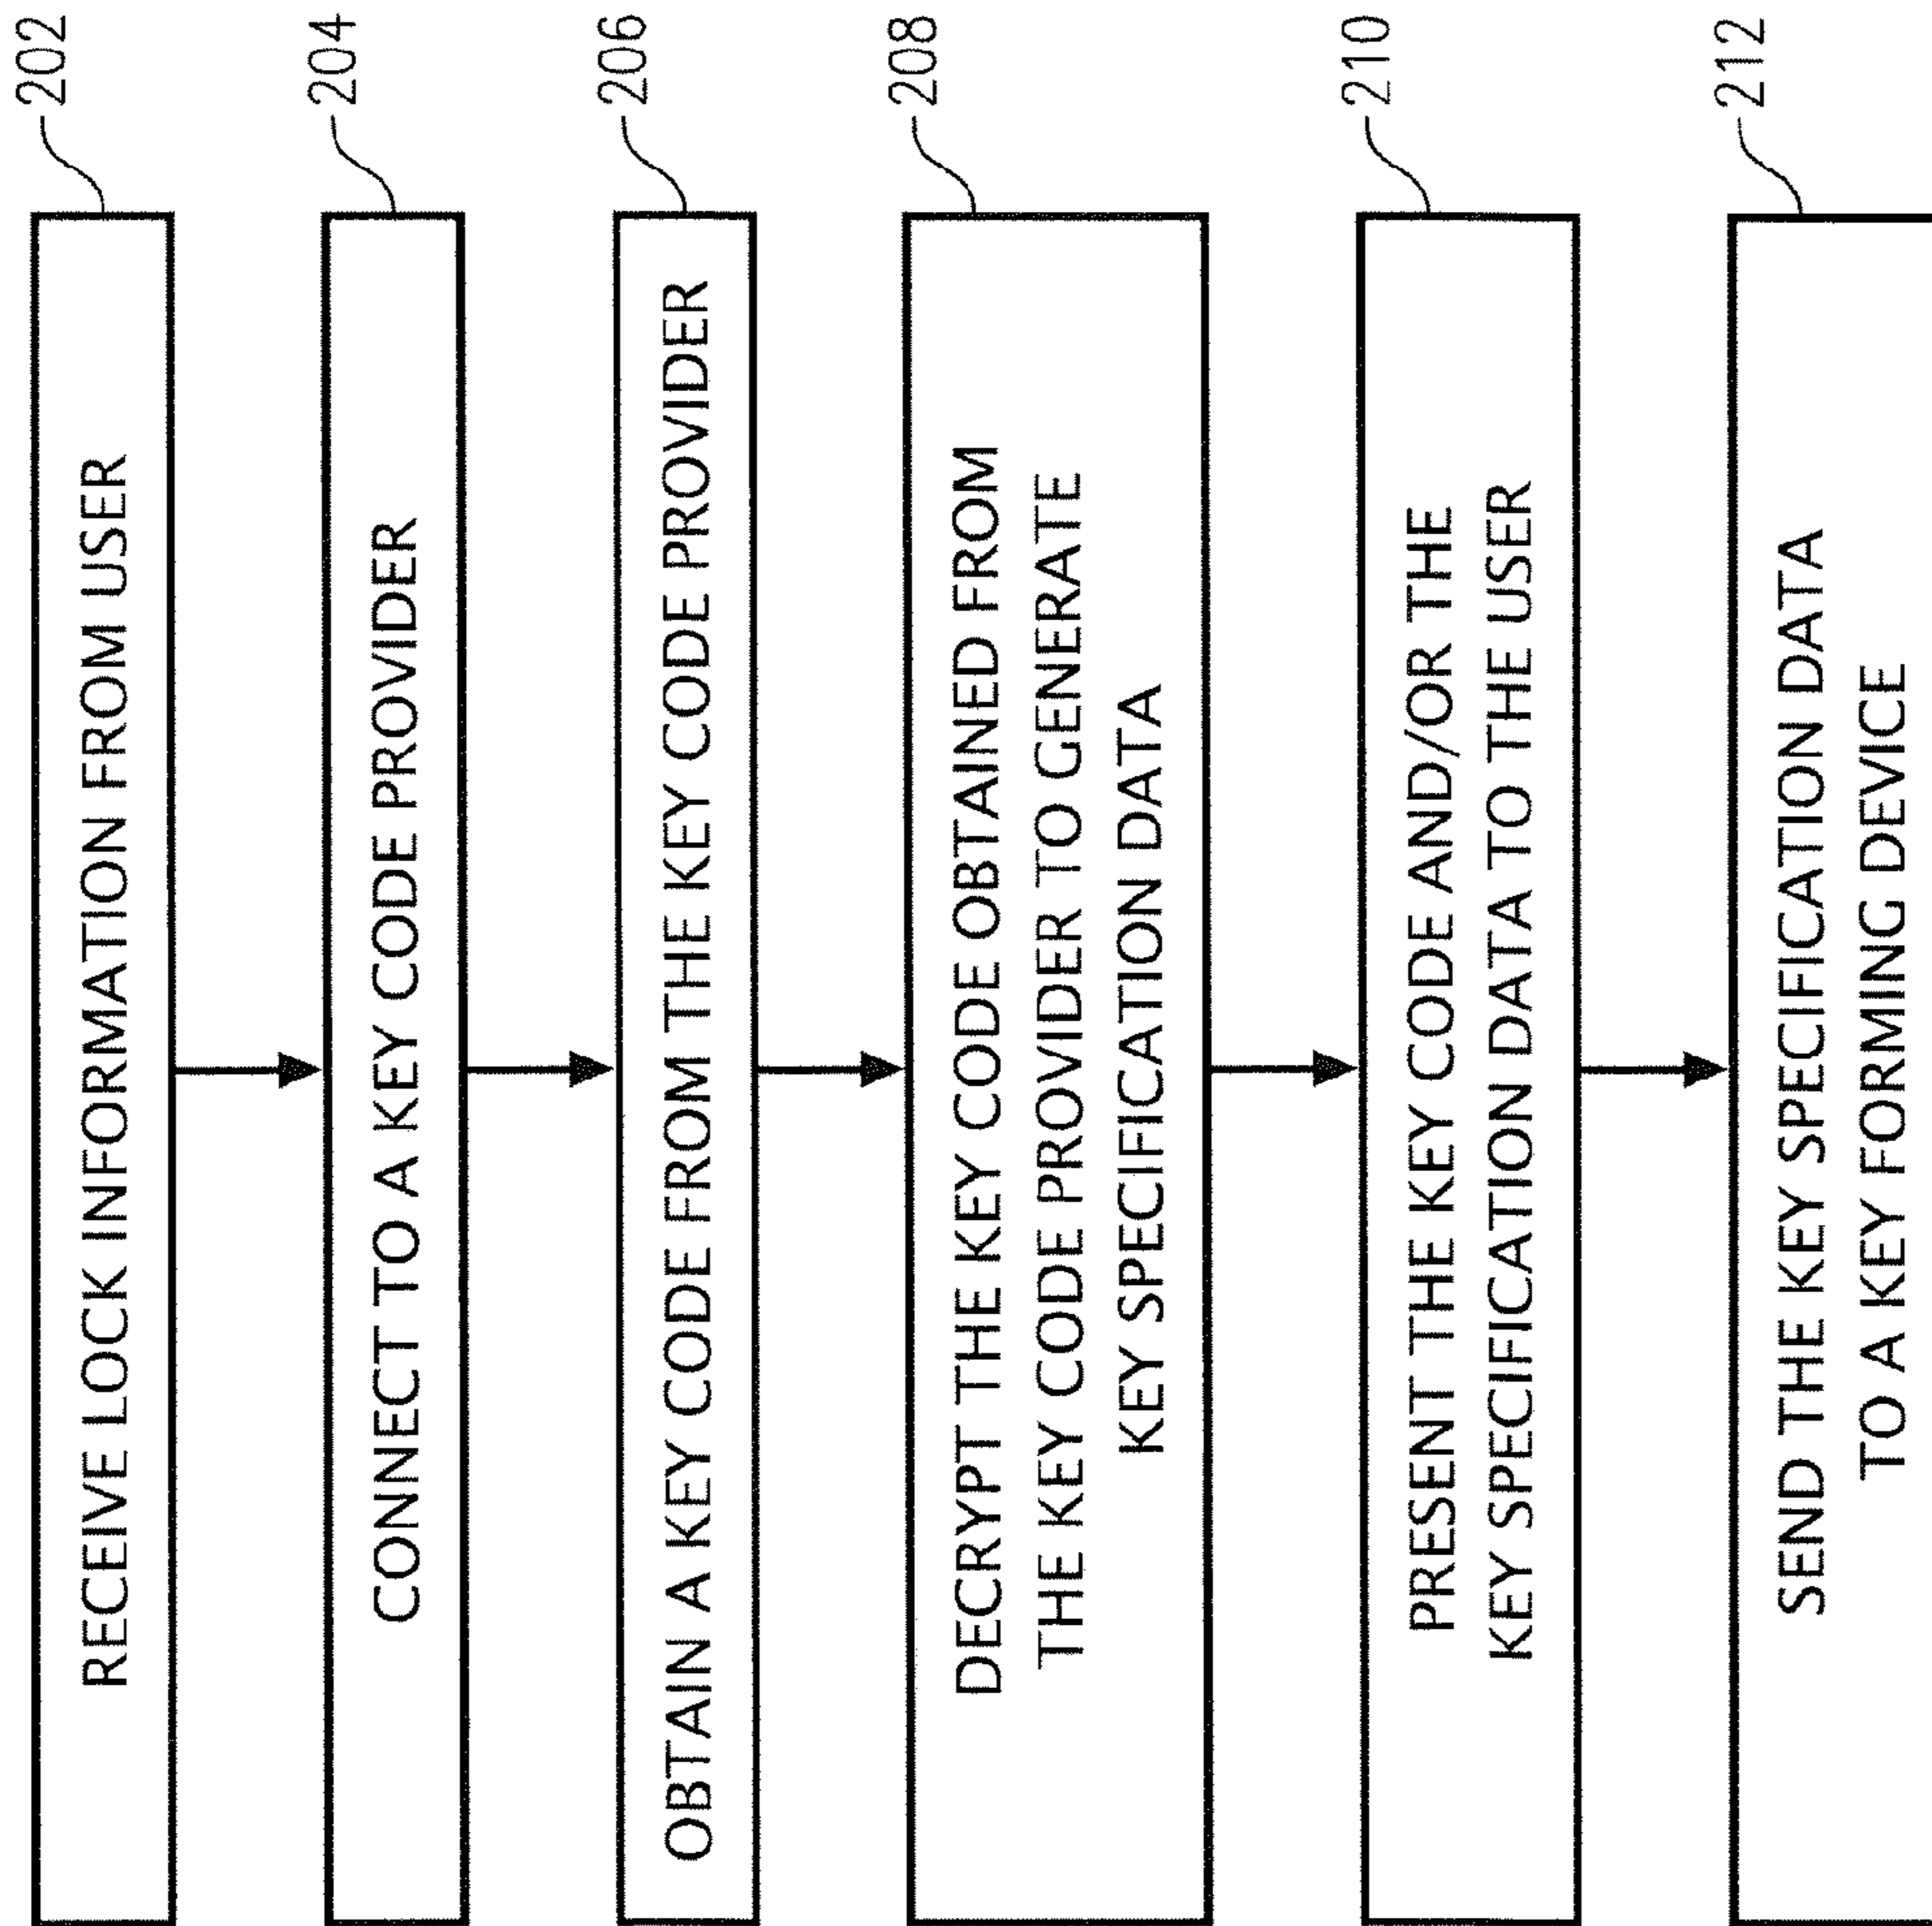 RECEIVE LOCK INFORMATION FROM USER
202
CONNECT TO A KEY CODE PROVIDER
204
OBTAIN A KEY CODE FROM THE KEY CODE PROVIDER
206
DECRYPT THE KEY CODE OBTAINED FROM
THE KEY CODE PROVIDER TO GENERATE
KEY SPECIFICATION DATA
208
PRESENT THE KEY CODE AND/OR THE
KEY SPECIFICATION DATA TO THE USER
210
SEND THE KEY SPECIFICATION DATA
TO A KEY FORMING DEVICE
212